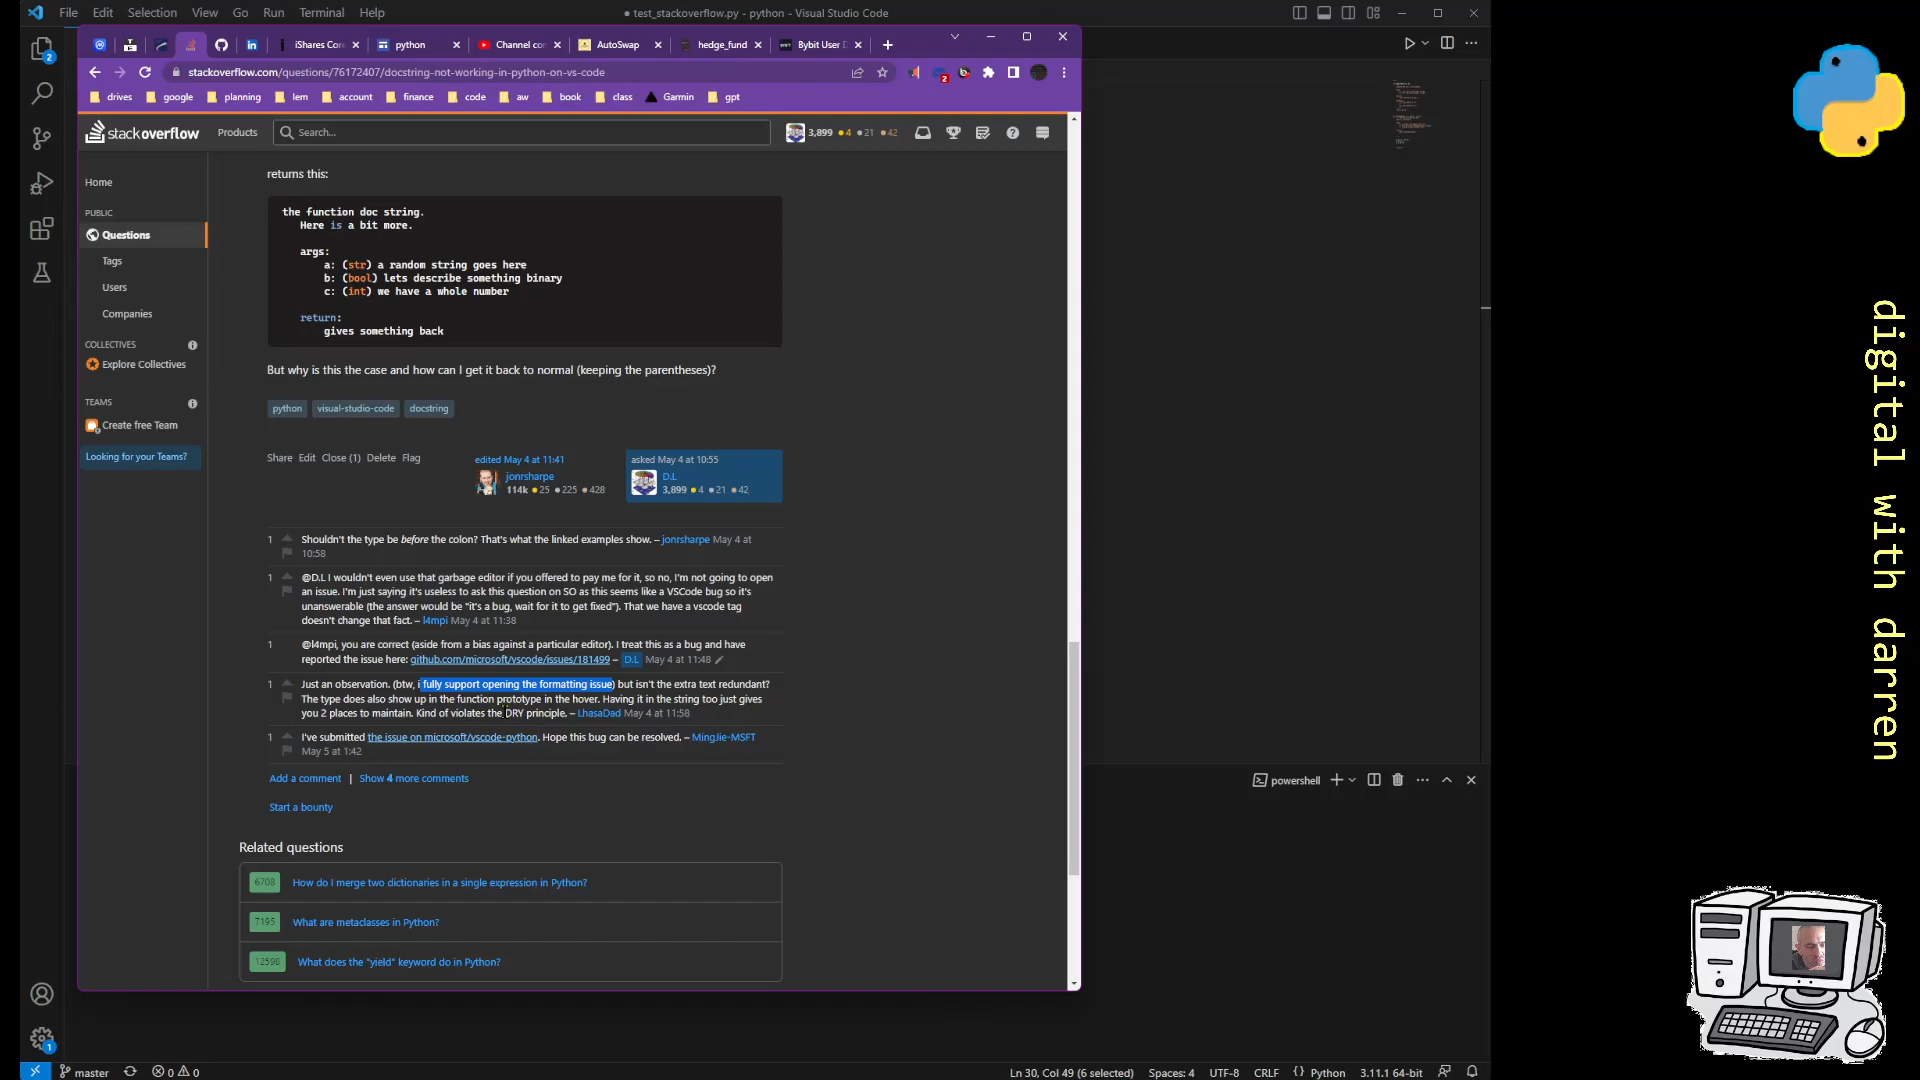 File Edit Selection View Go Run Terminal Help
● test_stackoverflow.py - python - Visual Studio Code
iShares Cor
python
Channel con
AutoSwap
hedge_fund
Bybit User D
stackoverflow.com/questions/76172407/docstring-not-working-in-python-on-vs-code
drives google planning lem account finance code aw book class Garmin gpt
stackoverflow Products Search... 3,899 4 21 42
Home
PUBLIC
Questions
Tags
Users
Companies
COLLECTIVES
Explore Collectives
TEAMS
Create free Team
Looking for your Teams?
returns this:
the function doc string.
Here is a bit more.
args:
a: (str) a random string goes here
b: (bool) lets describe something binary
c: (int) we have a whole number
return:
gives something back
But why is this the case and how can I get it back to normal (keeping the parentheses)?
python visual-studio-code docstring
Share Edit Close (1) Delete Flag
edited May 4 at 11:41
jonrsharpe
114k 25 225 428
asked May 4 at 10:55
D.L
3,899 4 21 42
1 Shouldn't the type be before the colon? That's what the linked examples show. – jonrsharpe May 4 at
10:58
1 @D.L I wouldn't even use that garbage editor if you offered to pay me for it, so no, I'm not going to open
an issue. I'm just saying it's useless to ask this question on SO as this seems like a VSCode bug so it's
unanswerable (the answer would be "it's a bug, wait for it to get fixed"). That we have a vscode tag
doesn't change that fact. – l4mpi May 4 at 11:38
1 @l4mpi, you are correct (aside from a bias against a particular editor). I treat this as a bug and have
reported the issue here: github.com/microsoft/vscode/issues/181499 – D.L May 4 at 11:48
1 Just an observation. (btw, i fully support opening the formatting issue) but isn't the extra text redundant?
The type does also show up in the function prototype in the hover. Having it in the string too just gives
you 2 places to maintain. Kind of violates the DRY principle. – LhasaDad May 4 at 11:58
1 I've submitted the issue on microsoft/vscode-python. Hope this bug can be resolved. – MingJie-MSFT
May 5 at 1:42
Add a comment | Show 4 more comments
Start a bounty
Related questions
6708 How do I merge two dictionaries in a single expression in Python?
7195 What are metaclasses in Python?
12598 What does the "yield" keyword do in Python?
powershell
master 0 0
Ln 30, Col 49 (6 selected) Spaces: 4 UTF-8 CRLF Python 3.11.1 64-bit
digital with darren